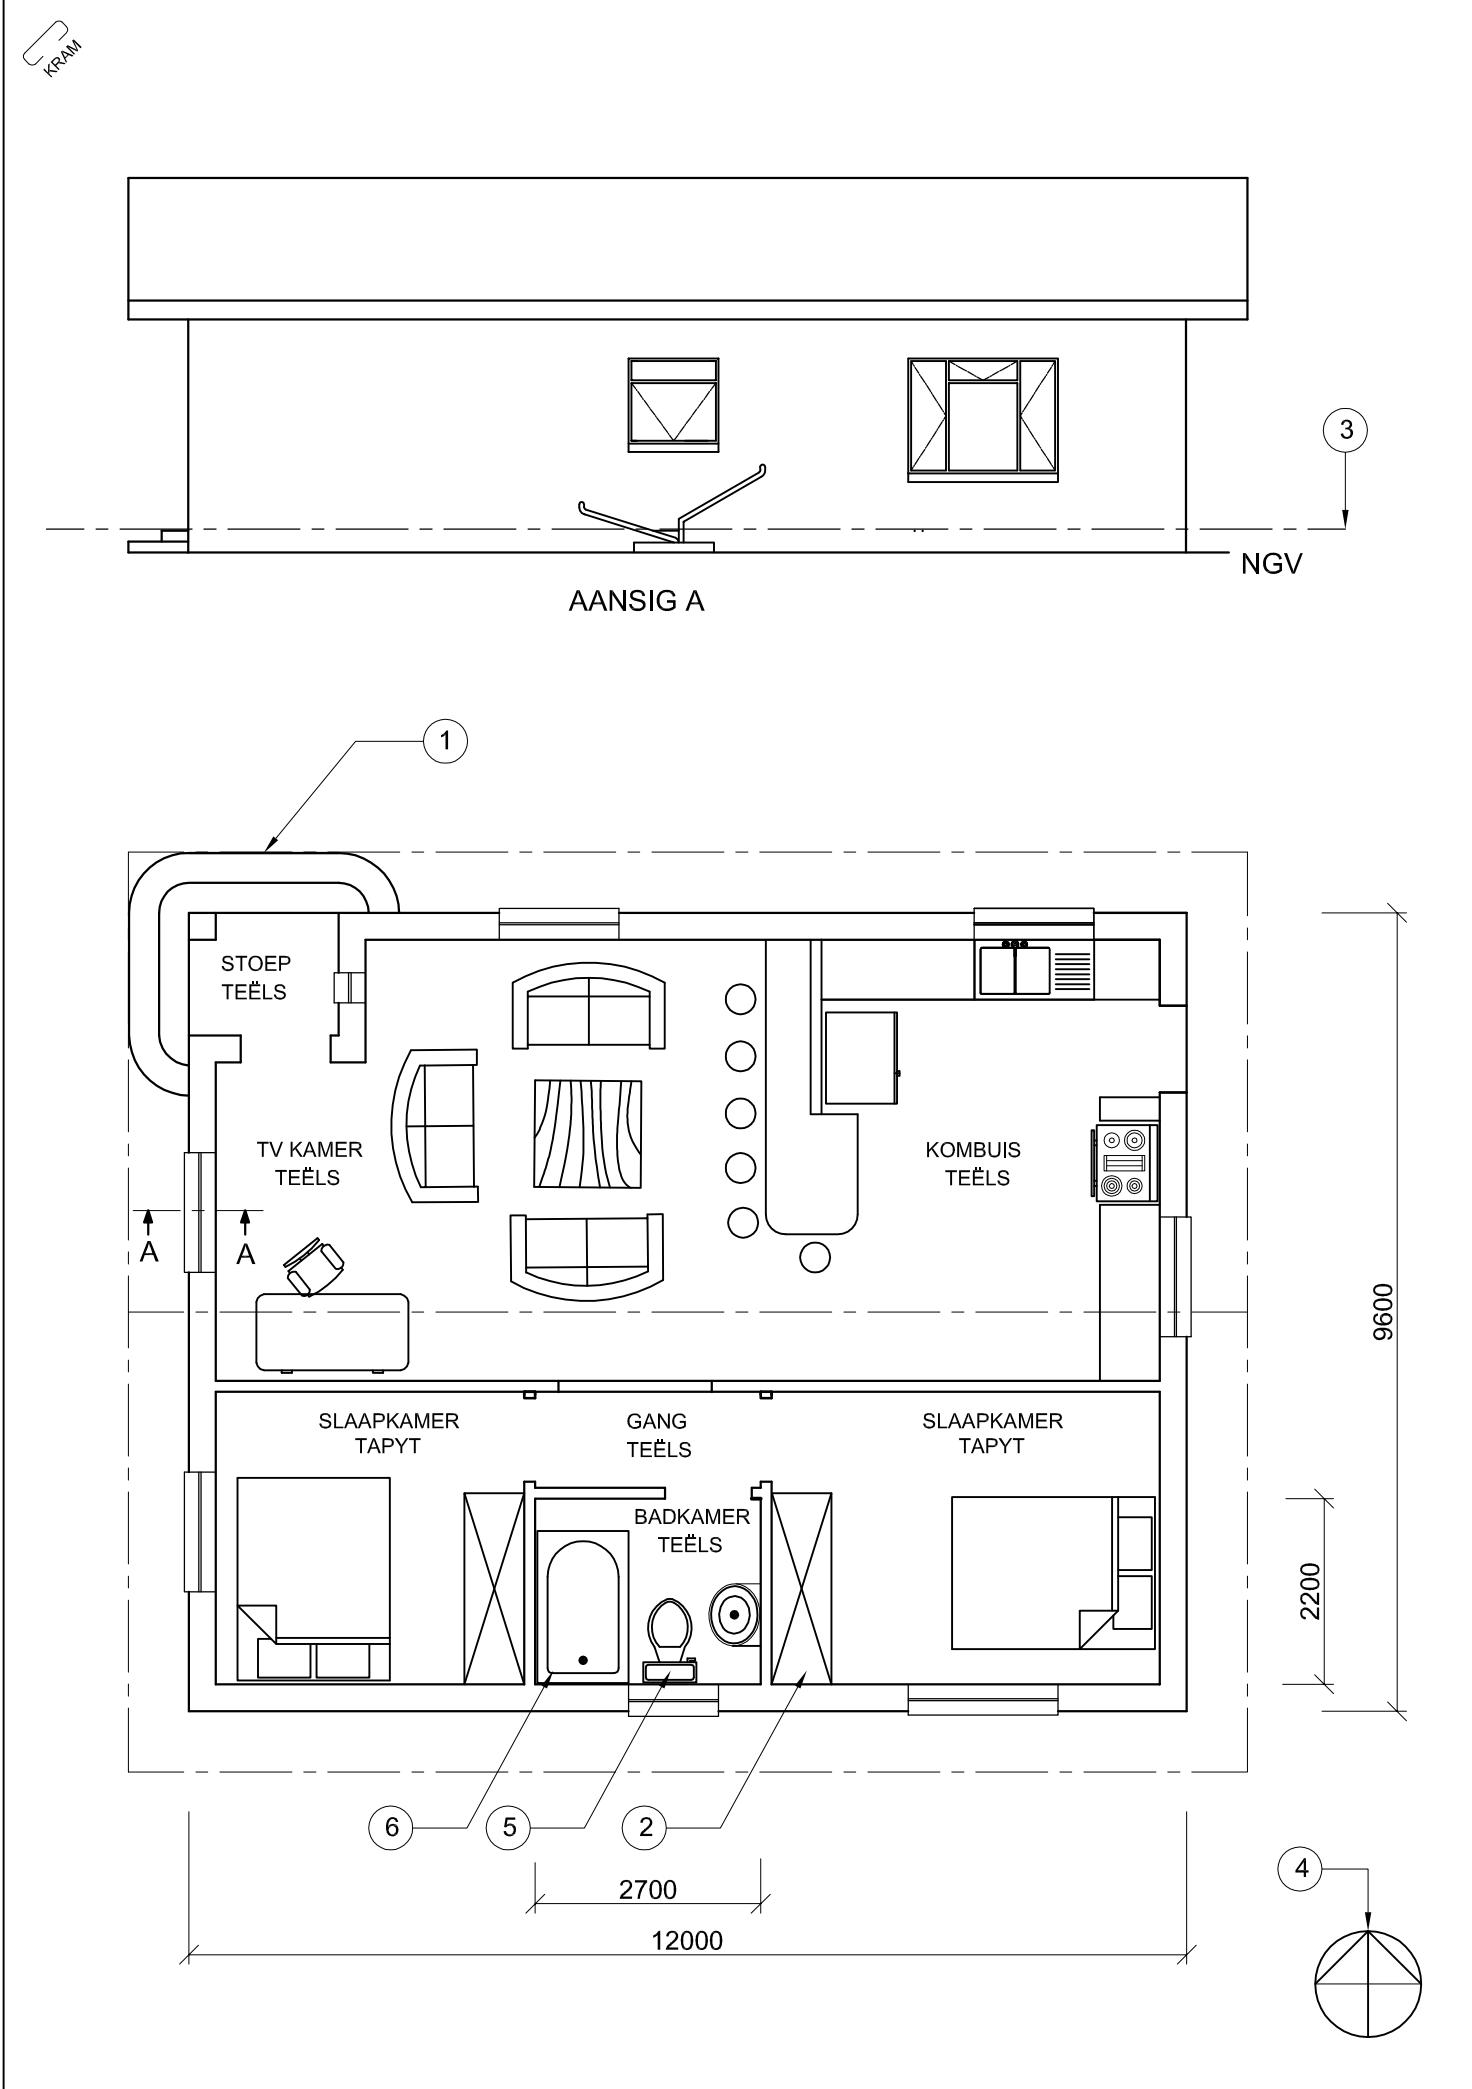 KRAM
3
NGV
AANSIG A
1
STOEP
TEËLS
TV KAMER
TEËLS
KOMBUIS
TEËLS
A
A
9600
SLAAPKAMER
TAPYT
GANG
TEËLS
SLAAPKAMER
TAPYT
BADKAMER
TEËLS
2200
6
5
2
4
2700
12000